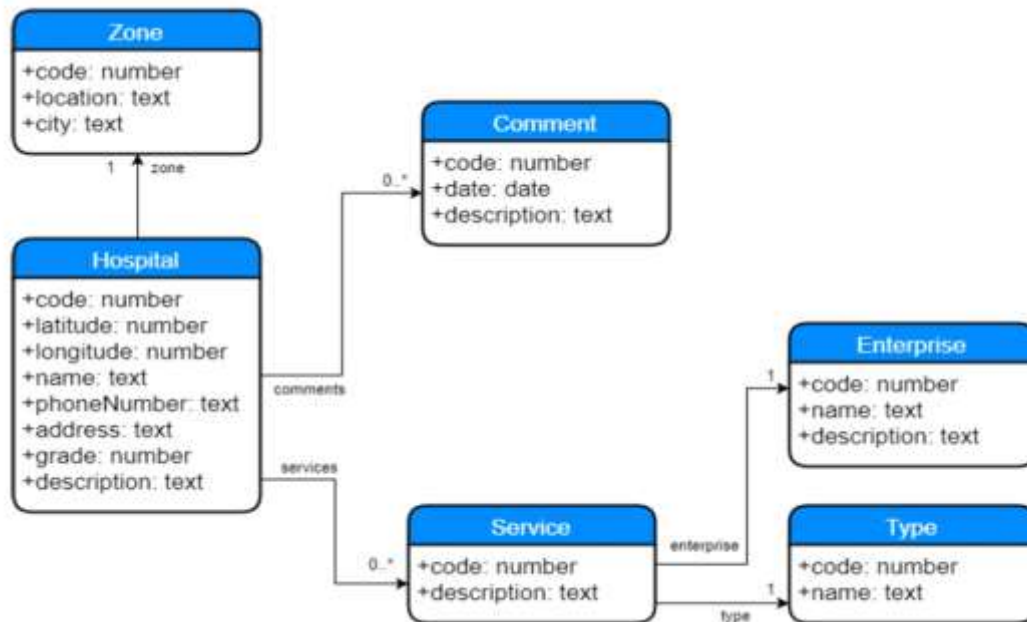 Zone
+code: number
+location: text
+city: text
1 zone
Comment
+code: number
+date: date
+description: text
0..*
Hospital
+code: number
+latitude: number
+longitude: number
+name: text
+phoneNumber: text
+address: text
+grade: number
+description: text
comments
services
Enterprise
+code: number
+name: text
+description: text
1
Service
+code: number
+description: text
0..*
enterprise
Type
+code: number
+name: text
1
type